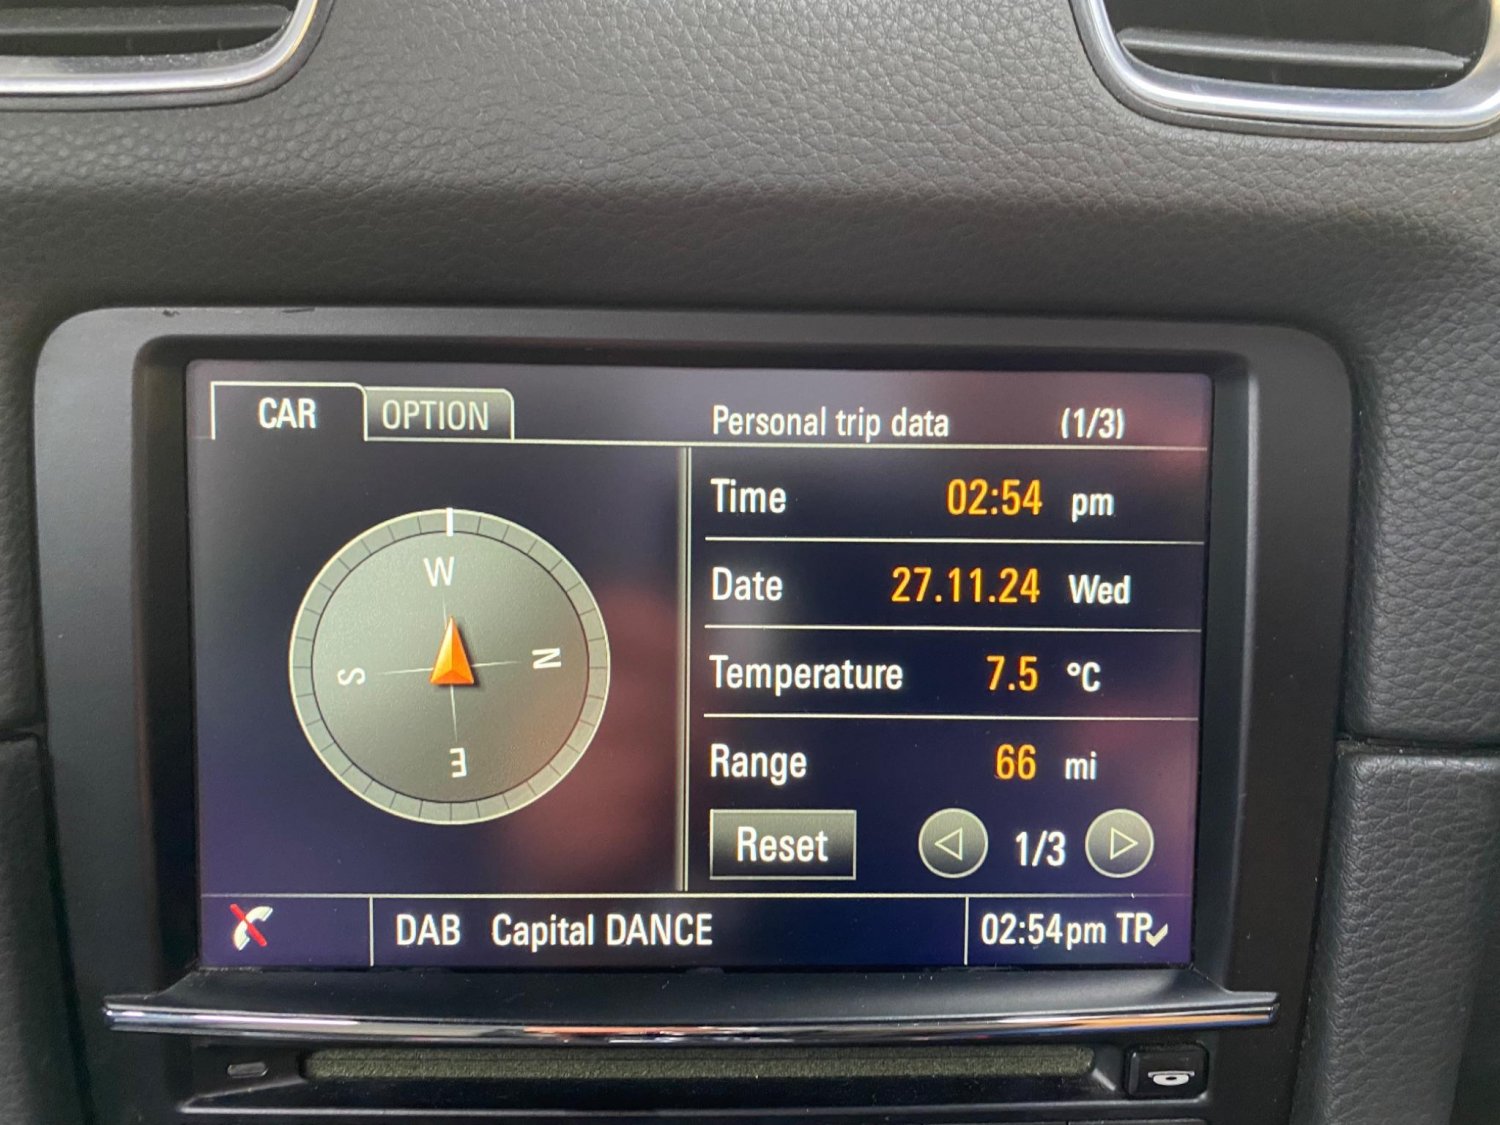 CAR OPTION Personal trip data (1/3)
Time 02:54 pm
W
Date 27.11.24 Wed
S N
Temperature 7.5 °C
E
Range 66 mi
Reset 1/3
DAB Capital DANCE 02:54pm TP